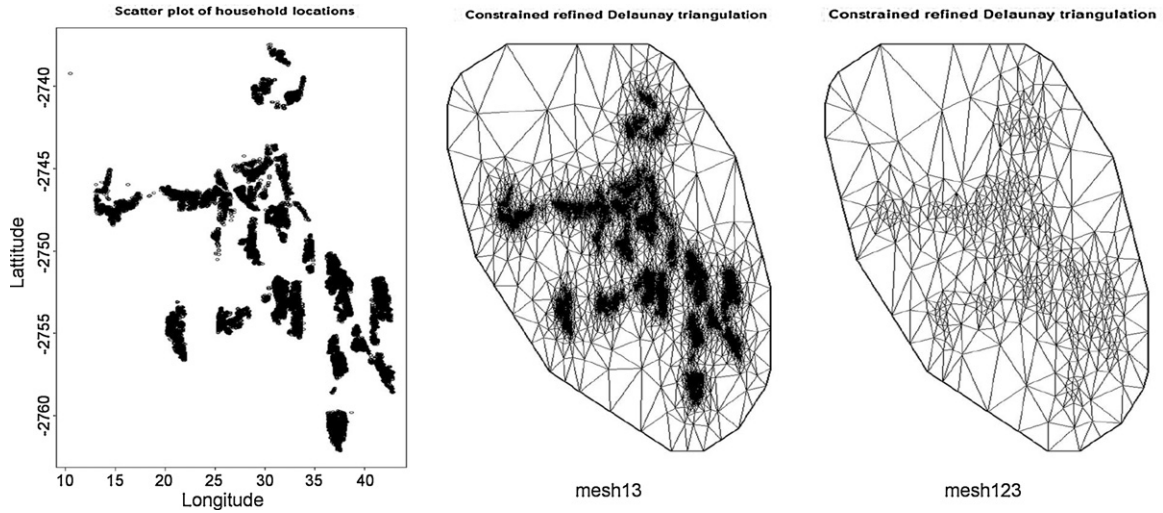 Scatter plot of household locations
Constrained refined Delaunay triangulation
Constrained refined Delaunay triangulation
Lattitude
-2740
-2745
-2750
-2755
-2760
10 15 20 25 30 35 40
Longitude
mesh13
mesh123